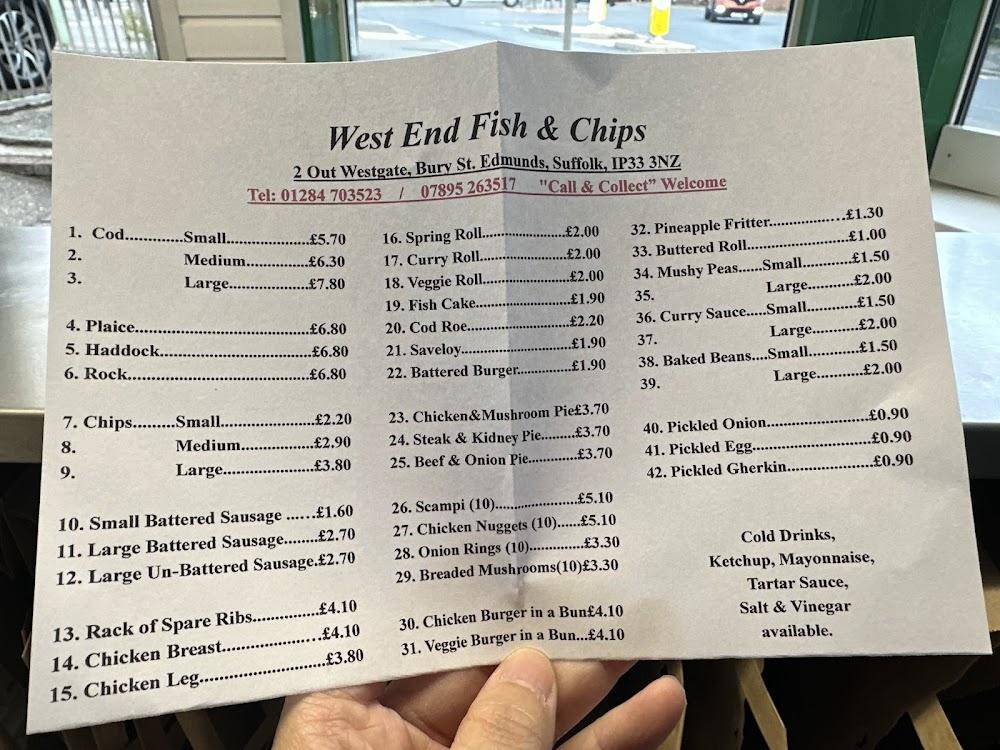 West End Fish & Chips
2 Out Westgate, Bury St. Edmunds, Suffolk, IP33 3NZ
Tel: 01284 703523 / 07895 263517 "Call & Collect” Welcome
1. Cod.............Small....................£5.70
2. Medium...............£6.30
3. Large...................£7.80
4. Plaice.........................................£6.80
5. Haddock...................................£6.80
6. Rock..........................................£6.80
7. Chips..........Small......................£2.20
8. Medium.................£2.90
9. Large......................£3.80
10. Small Battered Sausage ......£1.60
11. Large Battered Sausage.......£2.70
12. Large Un-Battered Sausage.£2.70
13. Rack of Spare Ribs...............£4.10
14. Chicken Breast.......................£4.10
15. Chicken Leg............................£3.80
16. Spring Roll....................£2.00
17. Curry Roll.....................£2.00
18. Veggie Roll....................£2.00
19. Fish Cake.......................£1.90
20. Cod Roe.........................£2.20
21. Saveloy..........................£1.90
22. Battered Burger............£1.90
23. Chicken&Mushroom Pie£3.70
24. Steak & Kidney Pie........£3.70
25. Beef & Onion Pie...........£3.70
26. Scampi (10)....................£5.10
27. Chicken Nuggets (10)......£5.10
28. Onion Rings (10).............£3.30
29. Breaded Mushrooms(10)£3.30
30. Chicken Burger in a Bun£4.10
31. Veggie Burger in a Bun...£4.10
32. Pineapple Fritter..................£1.30
33. Buttered Roll.......................£1.00
34. Mushy Peas......Small...........£1.50
35. Large..........£2.00
36. Curry Sauce.....Small...........£1.50
37. Large..........£2.00
38. Baked Beans....Small...........£1.50
39. Large..........£2.00
40. Pickled Onion.......................£0.90
41. Pickled Egg...........................£0.90
42. Pickled Gherkin...................£0.90
Cold Drinks,
Ketchup, Mayonnaise,
Tartar Sauce,
Salt & Vinegar
available.